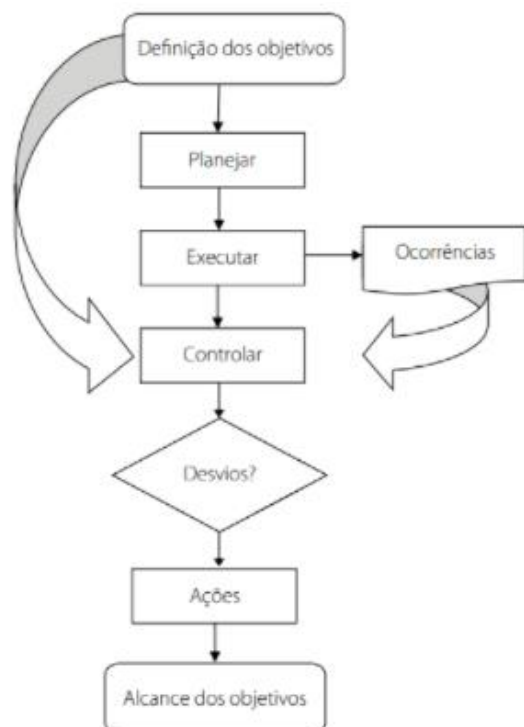 Definição dos objetivos
Planejar
Executar
Ocorrências
Controlar
Desvios?
Ações
Alcance dos objetivos